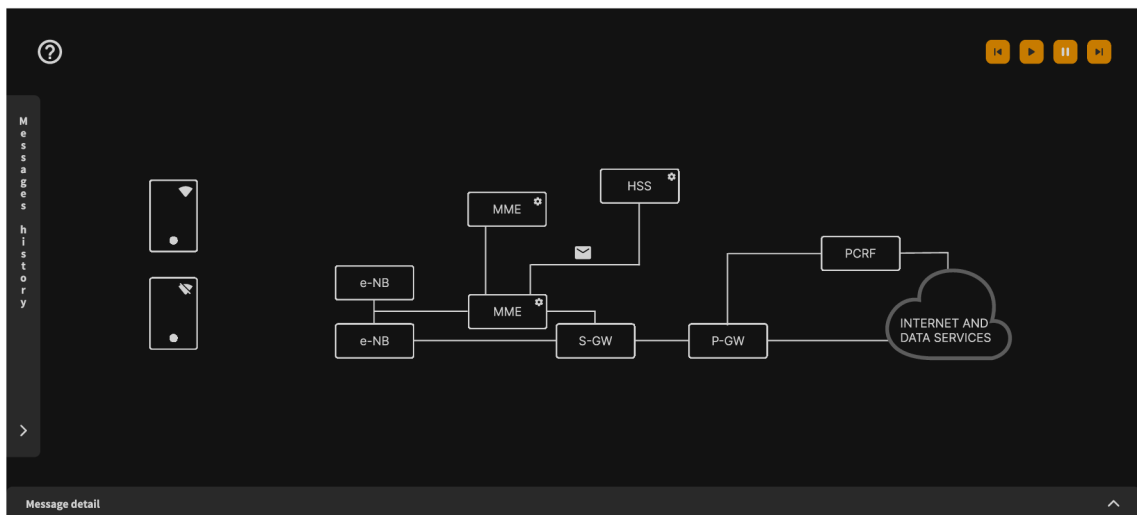 ?
Messages history
HSS
MME
PCRF
e-NB
MME
INTERNET AND
DATA SERVICES
e-NB
S-GW
P-GW
Message detail